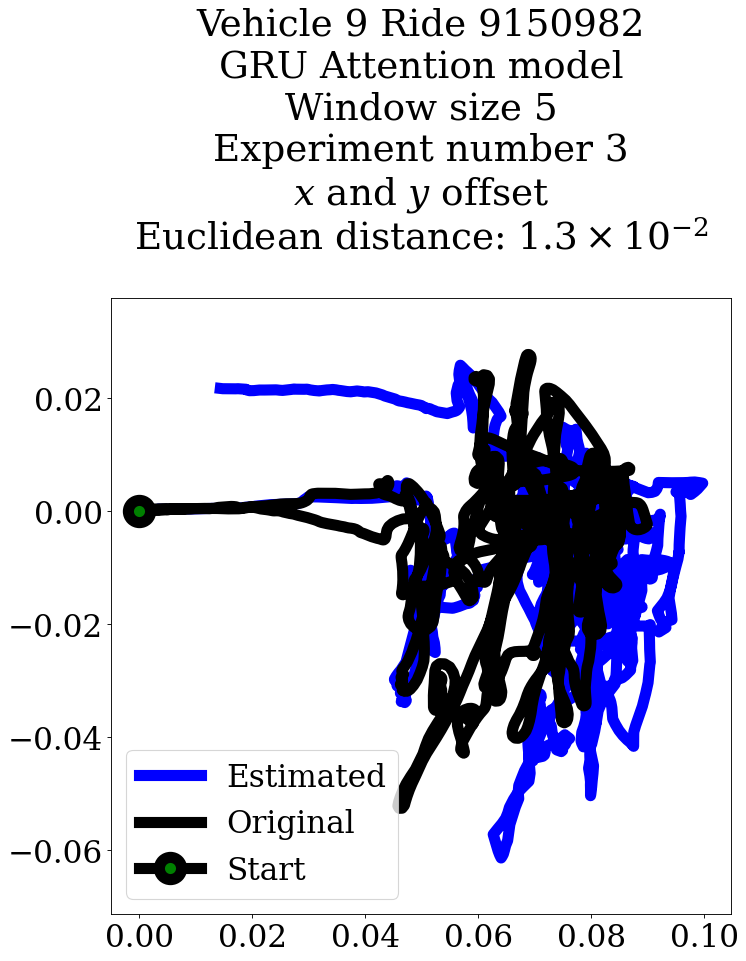 Vehicle 9 Ride 9150982
GRU Attention model
Window size 5
Experiment number 3
x and y offset
Euclidean distance: 1.3 × 10⁻²
0.02
0.00
−0.02
−0.04
−0.06
Estimated
Original
Start
0.00 0.02 0.04 0.06 0.08 0.10